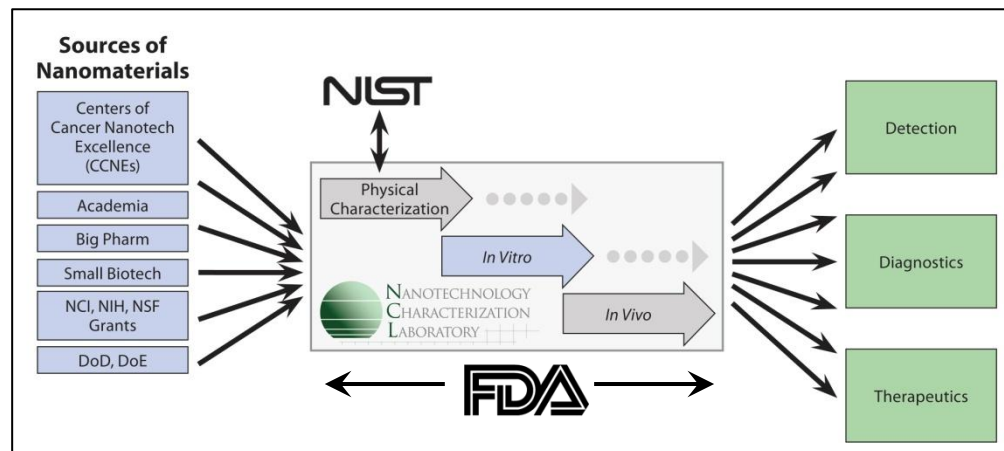 Sources of
Nanomaterials
Centers of
Cancer Nanotech
Excellence
(CCNEs)
Academia
Big Pharm
Small Biotech
NCI, NIH, NSF
Grants
DoD, DoE
NIST
Physical
Characterization
In Vitro
In Vivo
NANOTECHNOLOGY
CHARACTERIZATION
LABORATORY
FDA
Detection
Diagnostics
Therapeutics